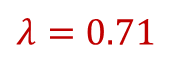 λ = 0.71